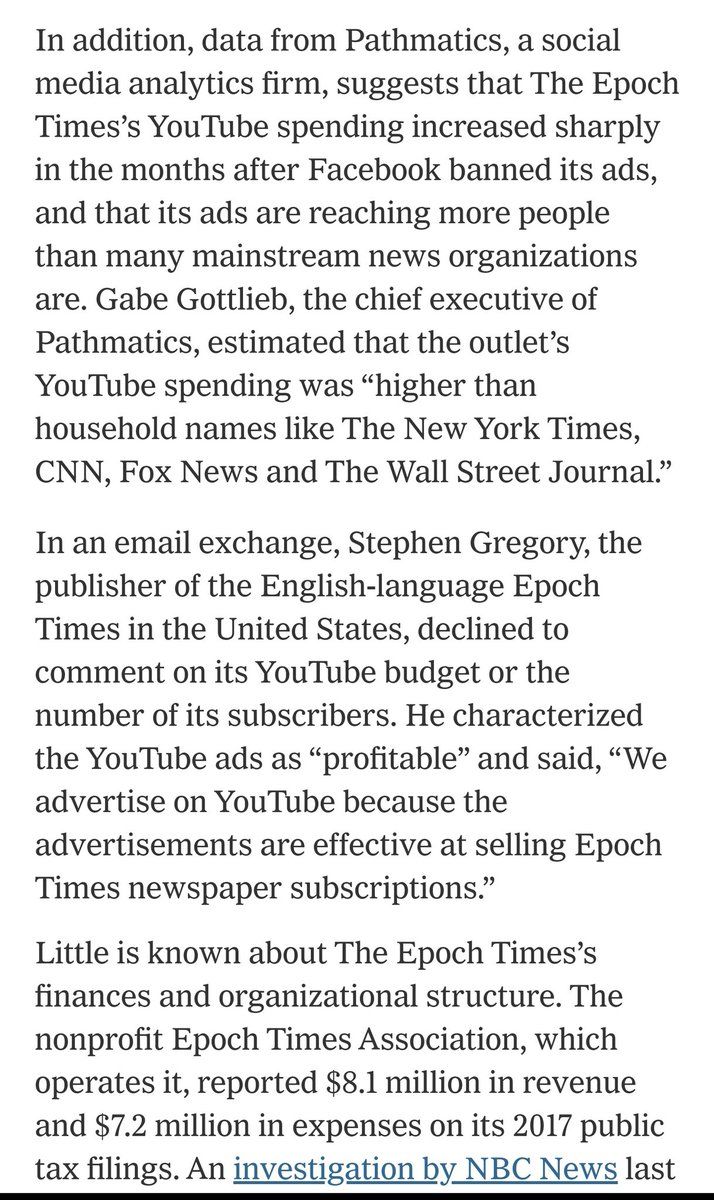 In addition, data from Pathmatics, a social
media analytics firm, suggests that The Epoch
Times’s YouTube spending increased sharply
in the months after Facebook banned its ads,
and that its ads are reaching more people
than many mainstream news organizations
are. Gabe Gottlieb, the chief executive of
Pathmatics, estimated that the outlet’s
YouTube spending was “higher than
household names like The New York Times,
CNN, Fox News and The Wall Street Journal.”
In an email exchange, Stephen Gregory, the
publisher of the English-language Epoch
Times in the United States, declined to
comment on its YouTube budget or the
number of its subscribers. He characterized
the YouTube ads as “profitable” and said, “We
advertise on YouTube because the
advertisements are effective at selling Epoch
Times newspaper subscriptions.”
Little is known about The Epoch Times’s
finances and organizational structure. The
nonprofit Epoch Times Association, which
operates it, reported $8.1 million in revenue
and $7.2 million in expenses on its 2017 public
tax filings. An investigation by NBC News last